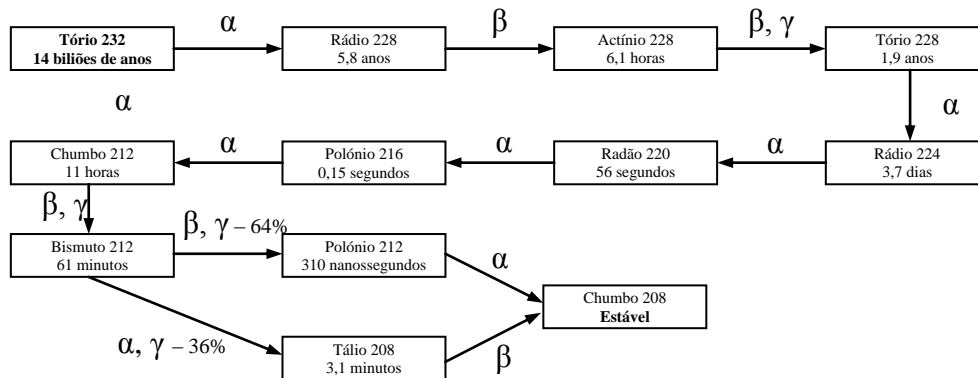 α
β
β, γ
Tório 232
14 biliões de anos
Rádio 228
5,8 anos
Actínio 228
6,1 horas
Tório 228
1,9 anos
α
α
α
α
α
Chumbo 212
11 horas
Polónio 216
0,15 segundos
Radão 220
56 segundos
Rádio 224
3,7 dias
β, γ
β, γ – 64%
Bismuto 212
61 minutos
Polónio 212
310 nanossegundos
α
Chumbo 208
Estável
α, γ – 36%
Tálio 208
3,1 minutos
β